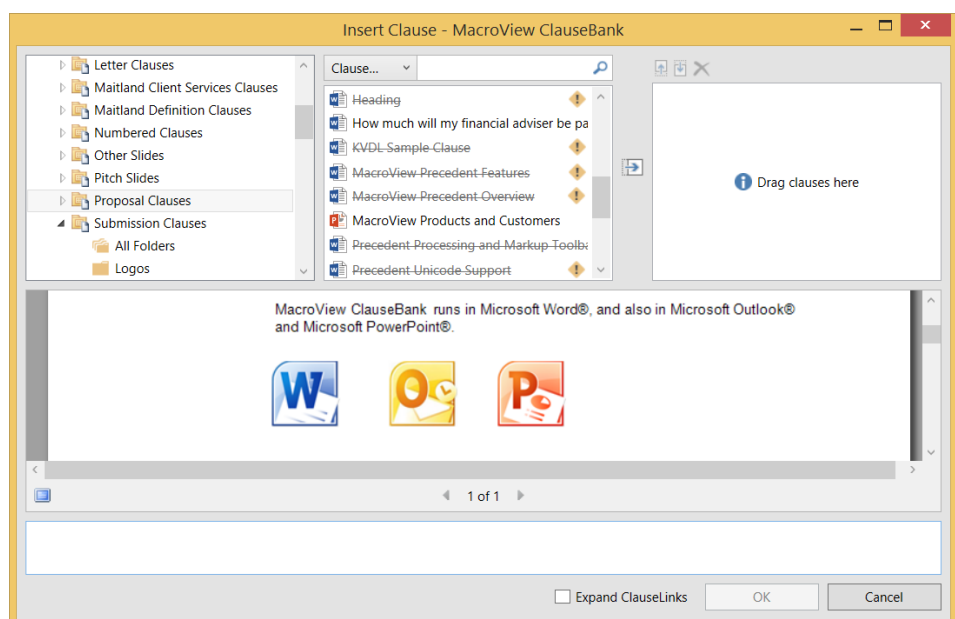 Insert Clause - MacroView ClauseBank
Letter Clauses
Maitland Client Services Clauses
Maitland Definition Clauses
Numbered Clauses
Other Slides
Pitch Slides
Proposal Clauses
Submission Clauses
All Folders
Logos
Clause...
Heading
How much will my financial adviser be pa
KVDL Sample Clause
MacroView Precedent Features
MacroView Precedent Overview
MacroView Products and Customers
Precedent Processing and Markup Toolba
Precedent Unicode Support
Drag clauses here
MacroView ClauseBank runs in Microsoft Word®, and also in Microsoft Outlook®
and Microsoft PowerPoint®.
W O P
1 of 1
Expand ClauseLinks
OK
Cancel